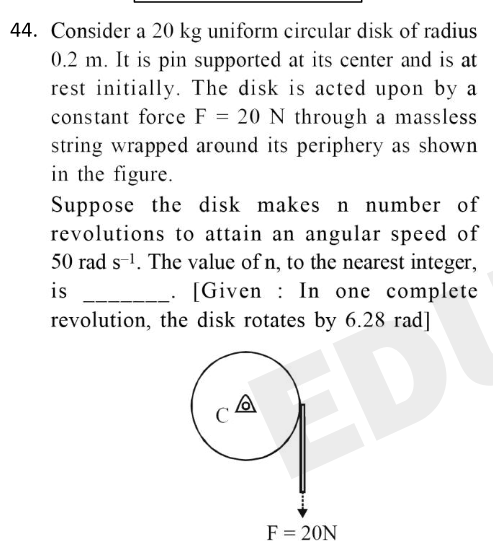 44. Consider a 20 kg uniform circular disk of radius
0.2 m. It is pin supported at its center and is at
rest initially. The disk is acted upon by a
constant force F = 20 N through a massless
string wrapped around its periphery as shown
in the figure.
Suppose the disk makes n number of
revolutions to attain an angular speed of
50 rad s⁻¹. The value of n, to the nearest integer,
is _______. [Given : In one complete
revolution, the disk rotates by 6.28 rad]
EDU
C
F = 20N